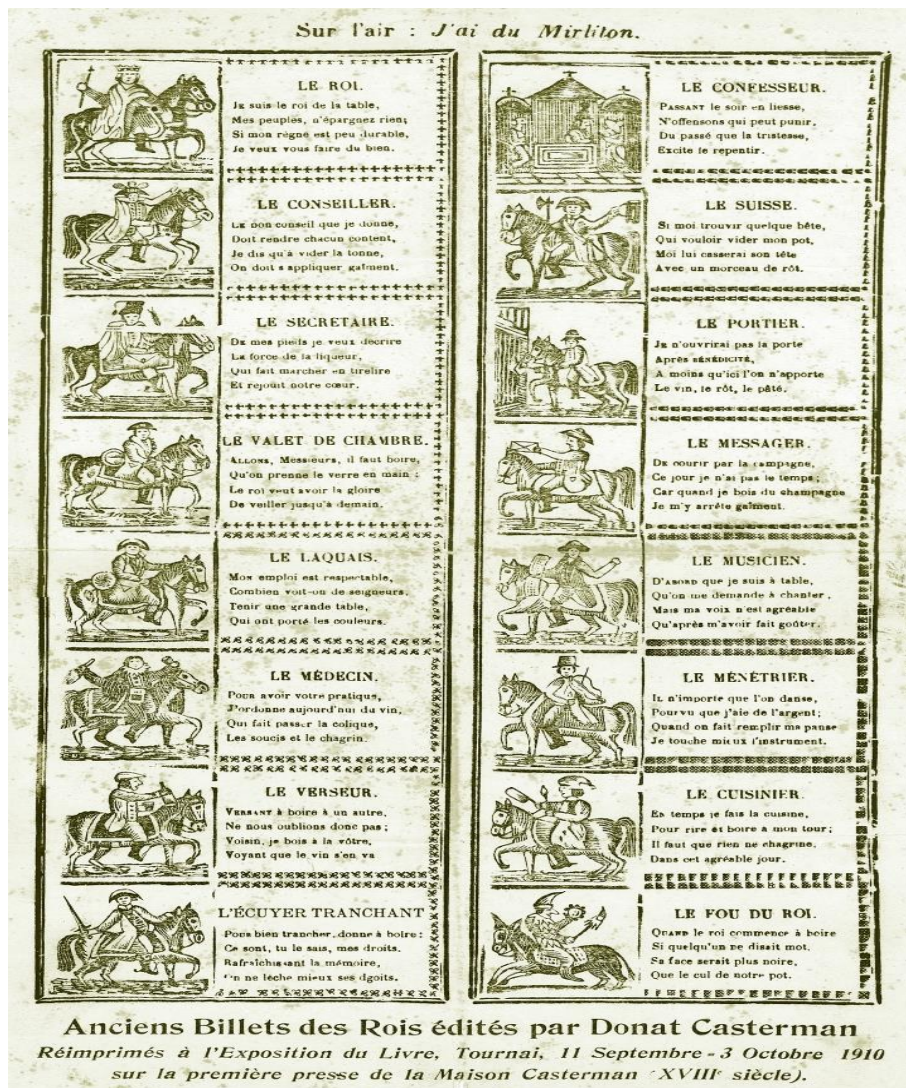 Sur l'air : J'ai du Mirliton.
LE ROI.
Je suis le roi de la table,
Mes peuples, n'épargnez rien;
Si mon règne est peu durable,
Je veux vous faire du bien.
LE CONSEILLER.
Le bon conseil que je donne,
Doit rendre chacun content,
Je dis qu'à vider la tonne,
On doit s'appliquer gaîment.
LE SECRETAIRE.
De mes pieds je veux décrire
La force de la liqueur,
Qui fait marcher en tirelire
Et rejouit notre cœur.
LE VALET DE CHAMBRE.
Allons, Messieurs, il faut boire,
Qu'on prenne le verre en main :
Le roi veut avoir la gloire
De veiller jusqu'à demain.
LE LAQUAIS.
Mon emploi est respectable,
Combien voit-on de seigneurs,
Tenir une grande table,
Qui ont porté les couleurs.
LE MÉDECIN.
Pour avoir votre pratique,
J'ordonne aujourd'hui du vin,
Qui fait passer la colique,
Les soucis et le chagrin.
LE VERSEUR.
Versant à boire à un autre,
Ne nous oublions donc pas ;
Voisin, je bois à la vôtre,
Voyant que le vin s'en va
L'ÉCUYER TRANCHANT
Pour bien trancher, donne à boire :
Ce sont, tu le sais, mes droits.
Rafraîchissant la mémoire,
On ne lèche mieux ses dgoits.
LE CONFESSEUR.
Passant le soir en liesse,
N'offensons qui peut punir,
Du passé que la tristesse,
Excite le repentir.
LE SUISSE.
Si moi trouvir quelque bête,
Qui vouloir vider mon pot,
Moi lui casserai son tête
Avec un morceau de rôt.
LE PORTIER.
Je n'ouvrirai pas la porte
Après BÉNÉDICITÉ,
A moins qu'ici l'on n'apporte
Le vin, le rôt, le pâté.
LE MESSAGER.
De courir par la campagne,
Ce jour je n'ai pas le temps ;
Car quand je bois du champagne
Je m'y arrête gaîment.
LE MUSICIEN.
D'abord que je suis à table,
Qu'on me demande à chanter,
Mais ma voix n'est agréable
Qu'après m'avoir fait goûter.
LE MÉNÉTRIER.
Il n'importe que l'on danse,
Pourvu que j'aie de l'argent;
Quand on fait remplir ma panse
Je touche mieux l'instrument.
LE CUISINIER.
En temps je fais la cuisine,
Pour rire et boire à mon tour;
Il faut que rien ne chagrine,
Dans cet agréable jour.
LE FOU DU ROI.
Quand le roi commence à boire
Si quelqu'un ne disait mot,
Sa face serait plus noire,
Que le cul de notre pot.
Anciens Billets des Rois édités par Donat Casterman
Réimprimés à l'Exposition du Livre, Tournai, 11 Septembre - 3 Octobre 1910
sur la première presse de la Maison Casterman (XVIIIe siècle).